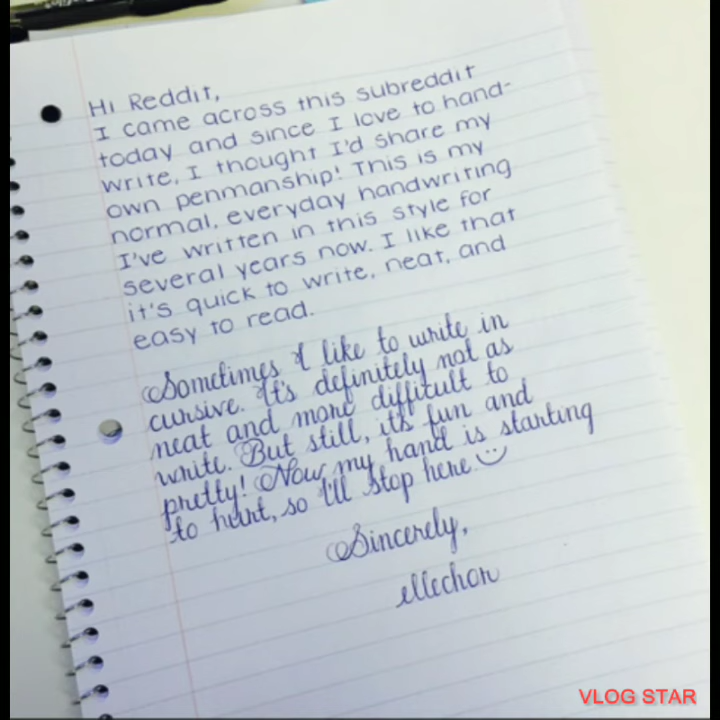 Hi Reddit,
I came across this subreddit
today and since I love to hand-
write, I thought I'd share my
own penmanship! This is my
normal, everyday handwriting
I've written in this style for
several years now. I like that
it's quick to write, neat, and
easy to read.
Sometimes I like to write in
cursive. It's definitely not as
neat and more difficult to
write. But still, it's fun and
pretty! Now my hand is starting
to hurt, so I'll stop here
Sincerely,
ellechor
VLOG STAR